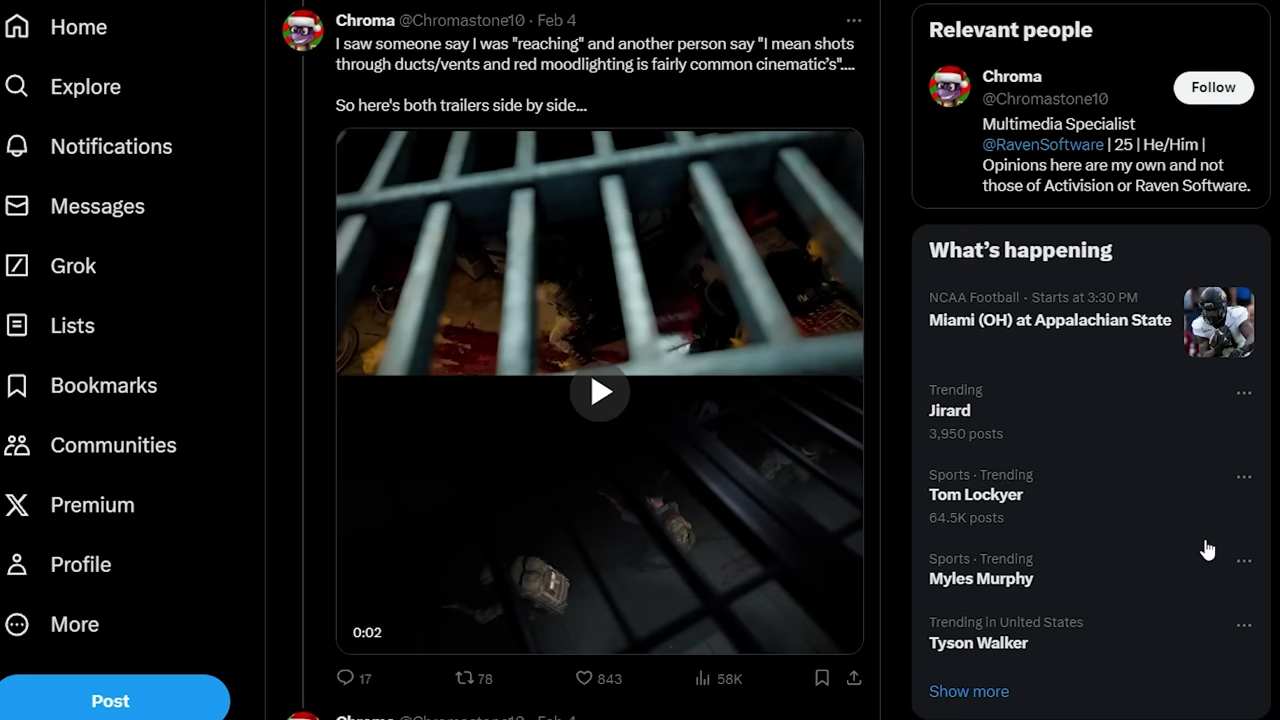 Home
Explore
Notifications
Messages
Grok
Lists
Bookmarks
Communities
Premium
Profile
More
Post
Chroma @Chromastone10 · Feb 4
I saw someone say I was "reaching" and another person say "I mean shots
through ducts/vents and red moodlighting is fairly common cinematic’s"....
So here's both trailers side by side...
0:02
17
78
843
58K
Chroma @Chromastone10 · Feb 4
Relevant people
Chroma
@Chromastone10
Follow
Multimedia Specialist
@RavenSoftware | 25 | He/Him |
Opinions here are my own and not
those of Activision or Raven Software.
What’s happening
NCAA Football · Starts at 3:30 PM
Miami (OH) at Appalachian State
Trending
Jirard
3,950 posts
Sports · Trending
Tom Lockyer
64.5K posts
Sports · Trending
Myles Murphy
Trending in United States
Tyson Walker
Show more